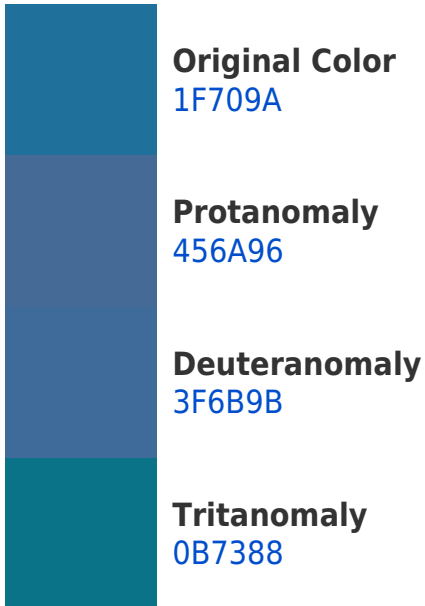 Original Color
1F709A
Protanomaly
456A96
Deuteranomaly
3F6B9B
Tritanomaly
0B7388